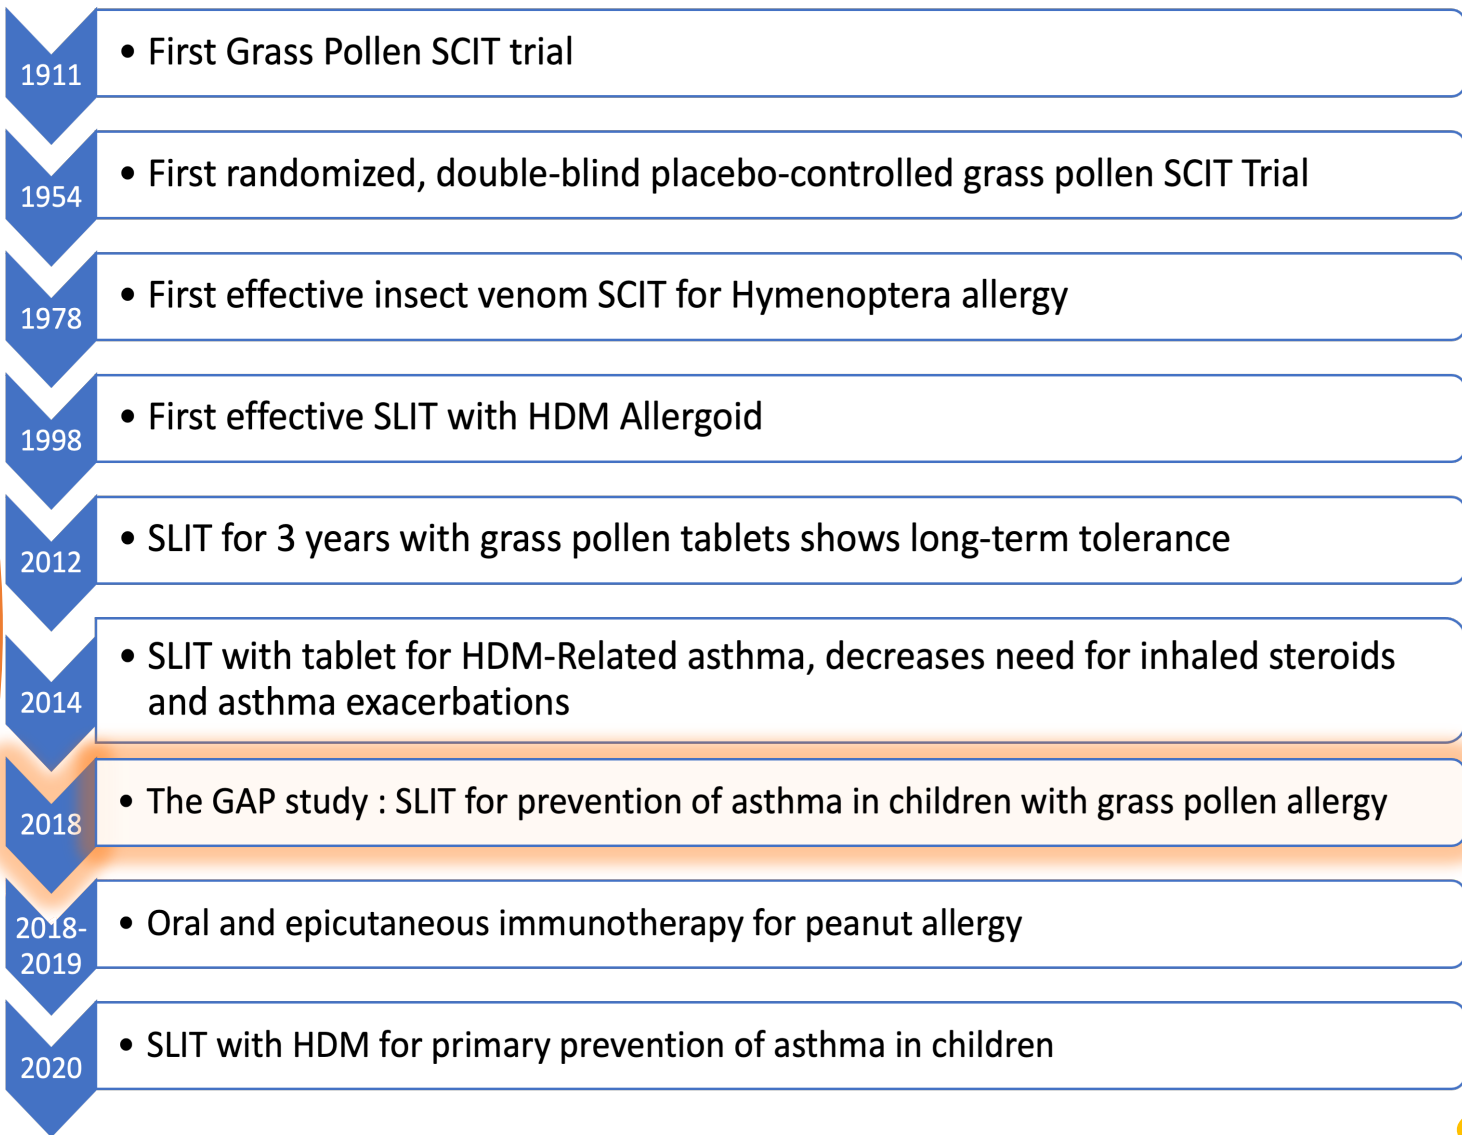 1911
• First Grass Pollen SCIT trial
1954
• First randomized, double-blind placebo-controlled grass pollen SCIT Trial
1978
• First effective insect venom SCIT for Hymenoptera allergy
1998
• First effective SLIT with HDM Allergoid
2012
• SLIT for 3 years with grass pollen tablets shows long-term tolerance
2014
• SLIT with tablet for HDM-Related asthma, decreases need for inhaled steroids
and asthma exacerbations
2018
• The GAP study : SLIT for prevention of asthma in children with grass pollen allergy
2018-
2019
• Oral and epicutaneous immunotherapy for peanut allergy
2020
• SLIT with HDM for primary prevention of asthma in children